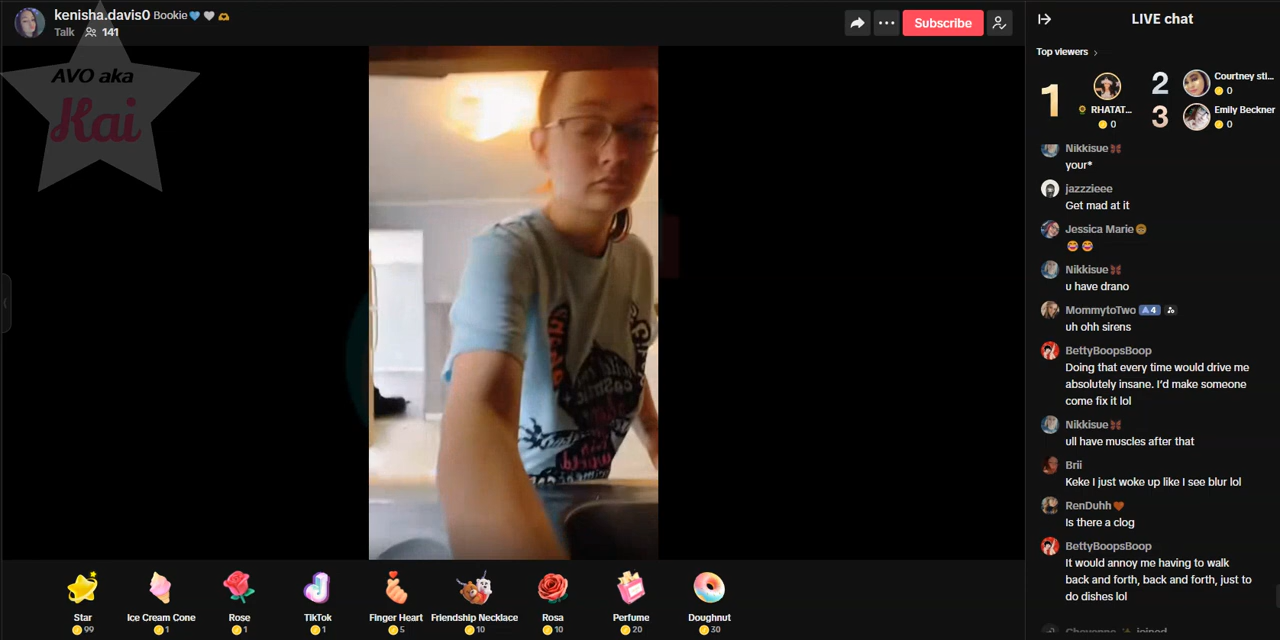 kenisha.davis0 Bookie
Talk 141
Subscribe
AVO aka
Kai
LIVE chat
Top viewers
1
RHATAT...
0
2
Courtney sti...
0
3
Emily Beckner
0
Nikkisue
your*
jazzzieee
Get mad at it
Jessica Marie
Nikkisue
u have drano
MommytoTwo 4
uh ohh sirens
BettyBoopsBoop
Doing that every time would drive me
absolutely insane. I'd make someone
come fix it lol
Nikkisue
ull have muscles after that
Brii
Keke I just woke up like I see blur lol
RenDuhh
Is there a clog
BettyBoopsBoop
It would annoy me having to walk
back and forth, back and forth, just to
do dishes lol
joined
Star
99
Ice Cream Cone
1
Rose
1
TikTok
1
Finger Heart
5
Friendship Necklace
10
Rosa
10
Perfume
20
Doughnut
30